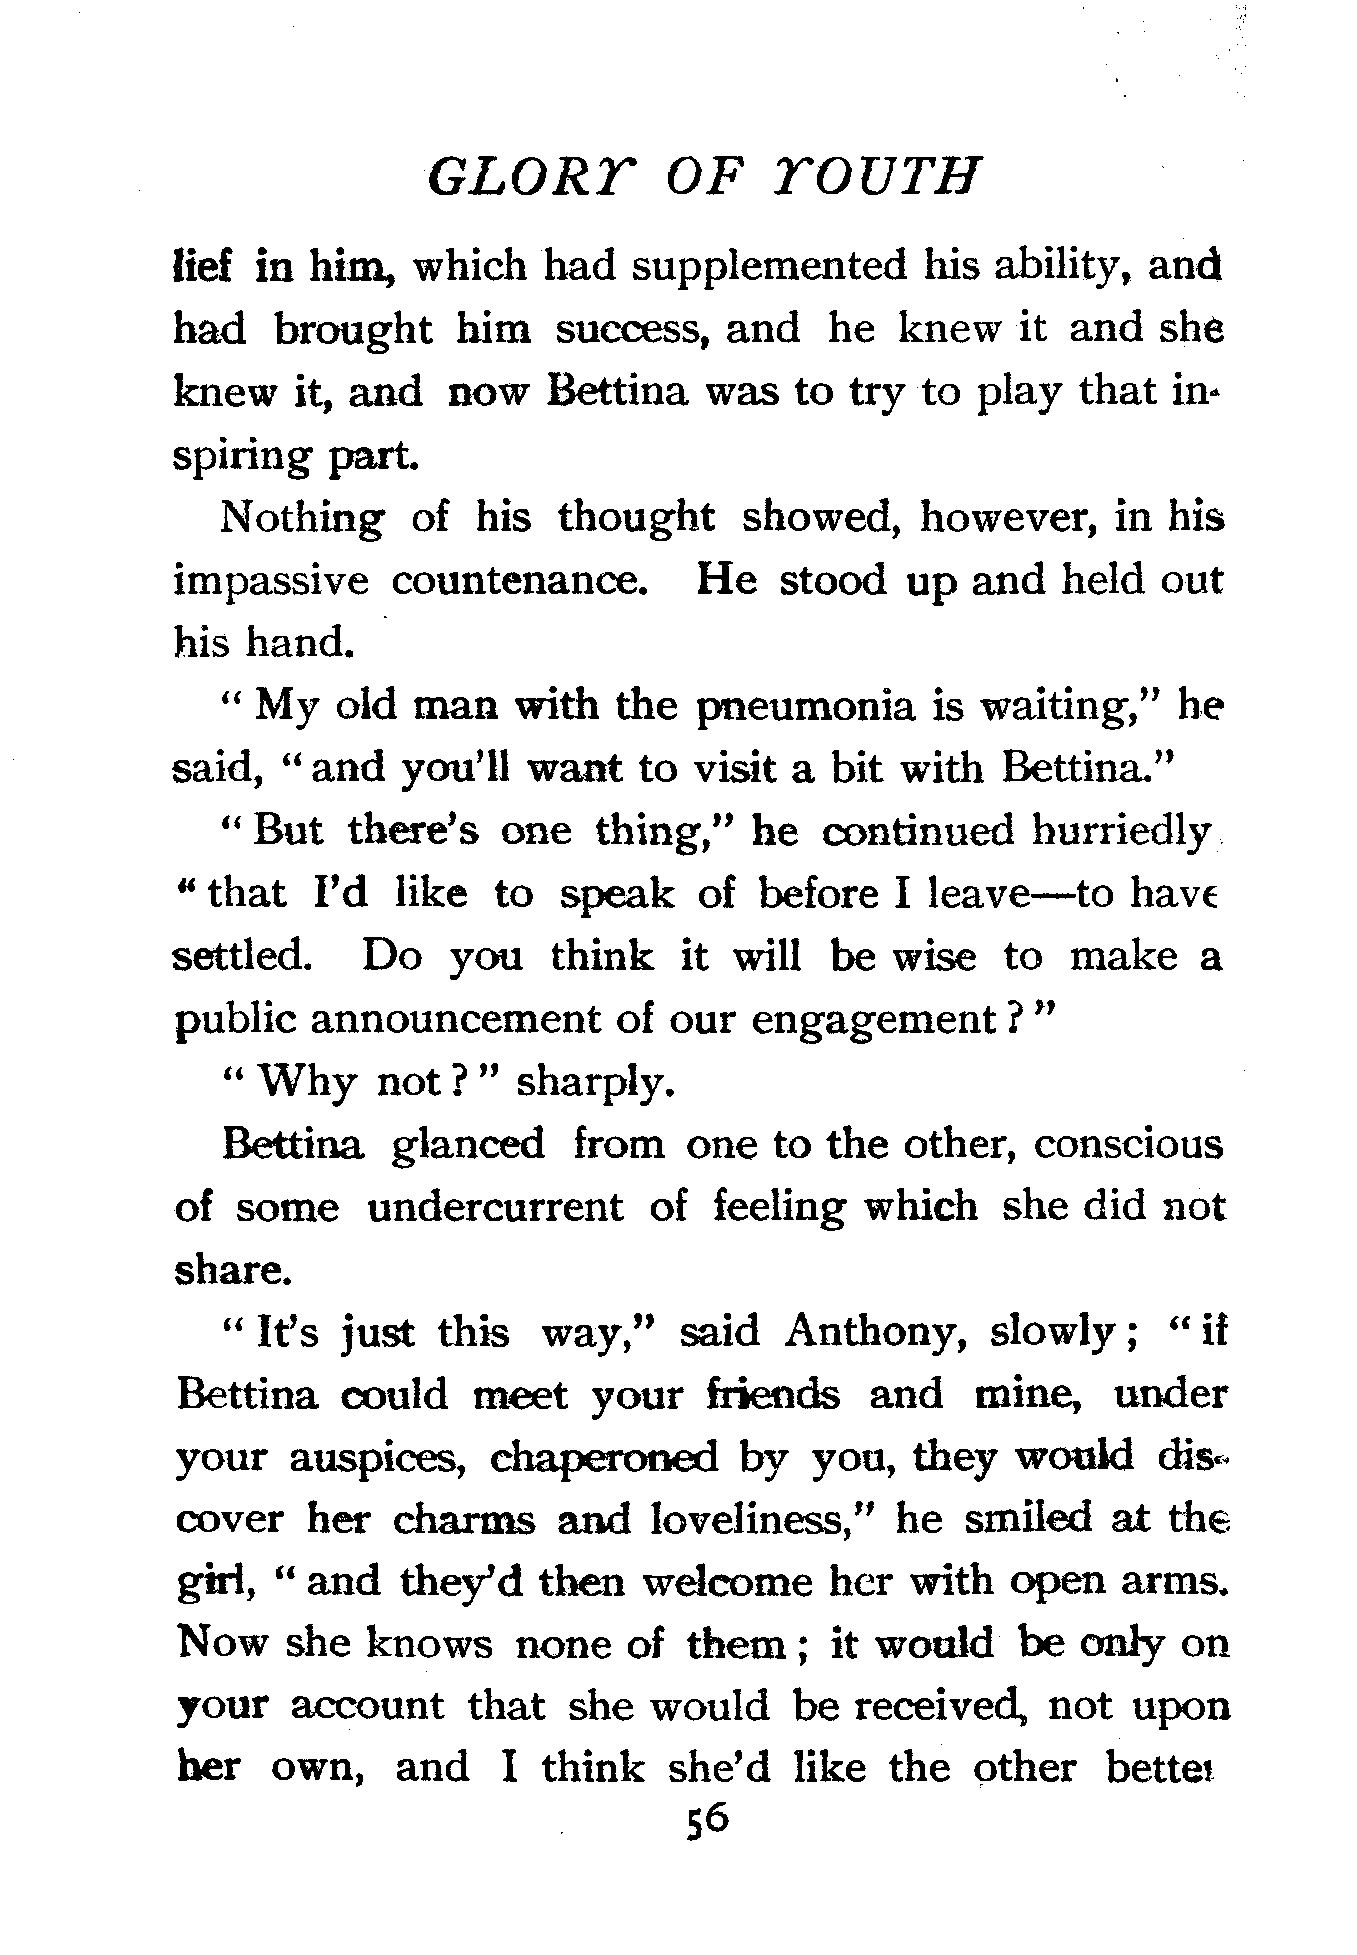 GLORY OF YOUTH
lief in him, which had supplemented his ability, and
had brought him success, and he knew it and she
knew it, and now Bettina was to try to play that in-
spiring part.
Nothing of his thought showed, however, in his
impassive countenance. He stood up and held out
his hand.
" My old man with the pneumonia is waiting," he
said, " and you'll want to visit a bit with Bettina."
" But there's one thing," he continued hurriedly
" that I'd like to speak of before I leave—to have
settled. Do you think it will be wise to make a
public announcement of our engagement ? "
" Why not ? " sharply.
Bettina glanced from one to the other, conscious
of some undercurrent of feeling which she did not
share.
" It's just this way," said Anthony, slowly ; " if
Bettina could meet your friends and mine, under
your auspices, chaperoned by you, they would dis-
cover her charms and loveliness," he smiled at the
girl, " and they'd then welcome her with open arms.
Now she knows none of them ; it would be only on
your account that she would be received, not upon
her own, and I think she'd like the other better
56